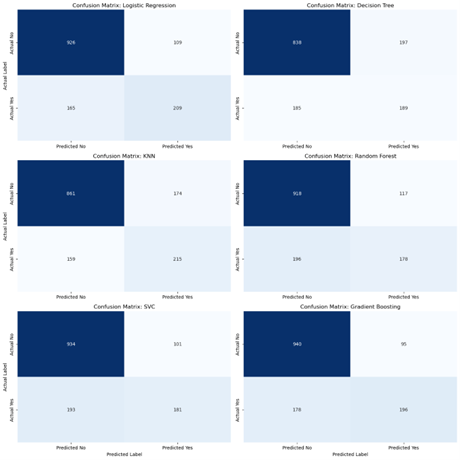 Confusion Matrix: Logistic Regression
Actual Label
Actual No
926
109
Actual Yes
165
209
Predicted No
Predicted Yes
Confusion Matrix: Decision Tree
Actual No
838
197
Actual Yes
185
189
Predicted No
Predicted Yes
Confusion Matrix: KNN
Actual Label
Actual No
861
174
Actual Yes
159
215
Predicted No
Predicted Yes
Confusion Matrix: Random Forest
Actual No
918
117
Actual Yes
196
178
Predicted No
Predicted Yes
Confusion Matrix: SVC
Actual Label
Actual No
934
101
Actual Yes
193
181
Predicted No
Predicted Yes
Predicted Label
Confusion Matrix: Gradient Boosting
Actual No
940
95
Actual Yes
178
196
Predicted No
Predicted Yes
Predicted Label